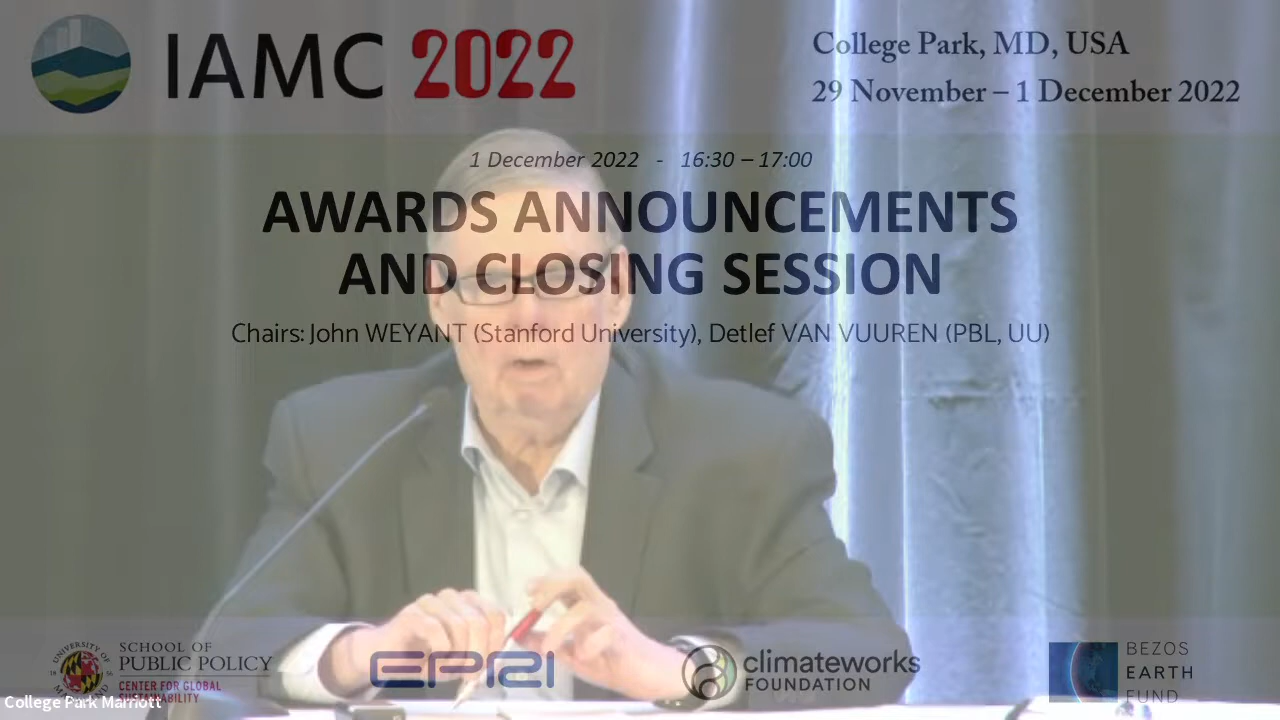 IAMC 2022
College Park, MD, USA
29 November – 1 December 2022
1 December 2022 - 16:30 – 17:00
AWARDS ANNOUNCEMENTS
AND CLOSING SESSION
Chairs: John WEYANT (Stanford University), Detlef VAN VUUREN (PBL, UU)
SCHOOL OF
PUBLIC POLICY
CENTER FOR GLOBAL
SUSTAINABILITY
EPRI
climateworks
FOUNDATION
BEZOS
EARTH
FUND
College Park Marriott